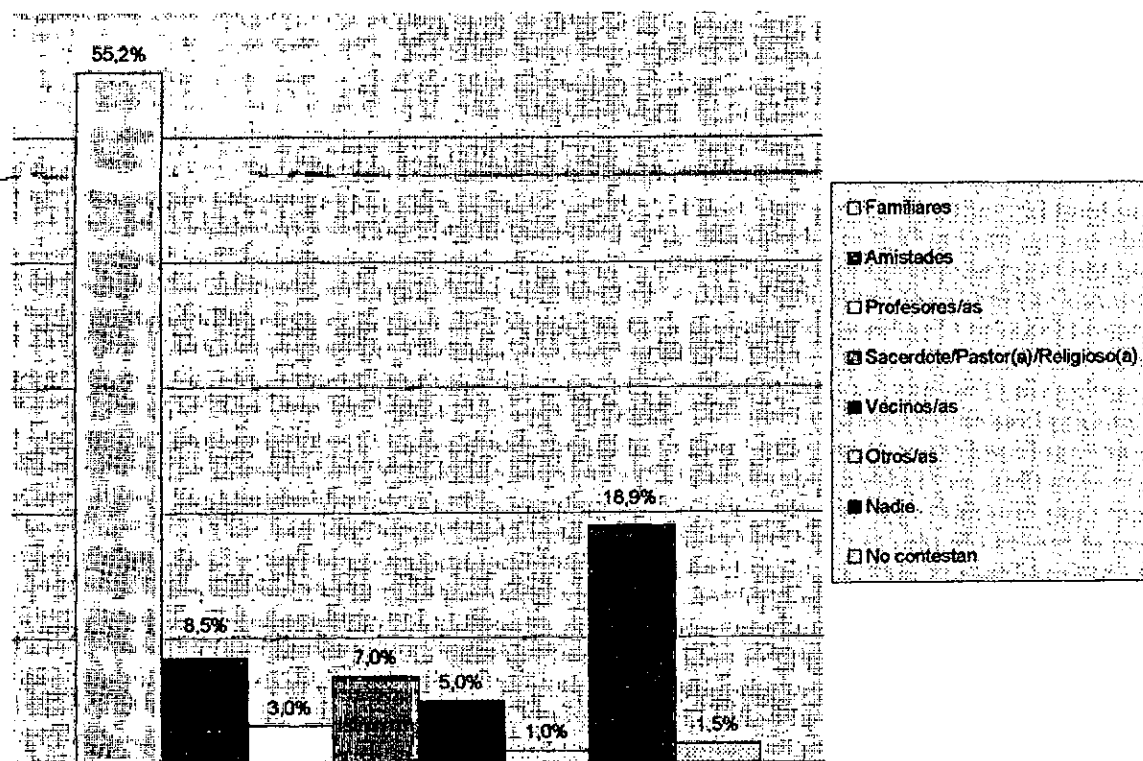 55,2%
8,5%
3,0%
7,0%
5,0%
1,0%
18,9%
1,5%
Familiares
Amistades
Profesores/as
Sacerdote/Pastor(a)/Religioso(a)
Vecinos/as
Otros/as
Nadie
No contestan